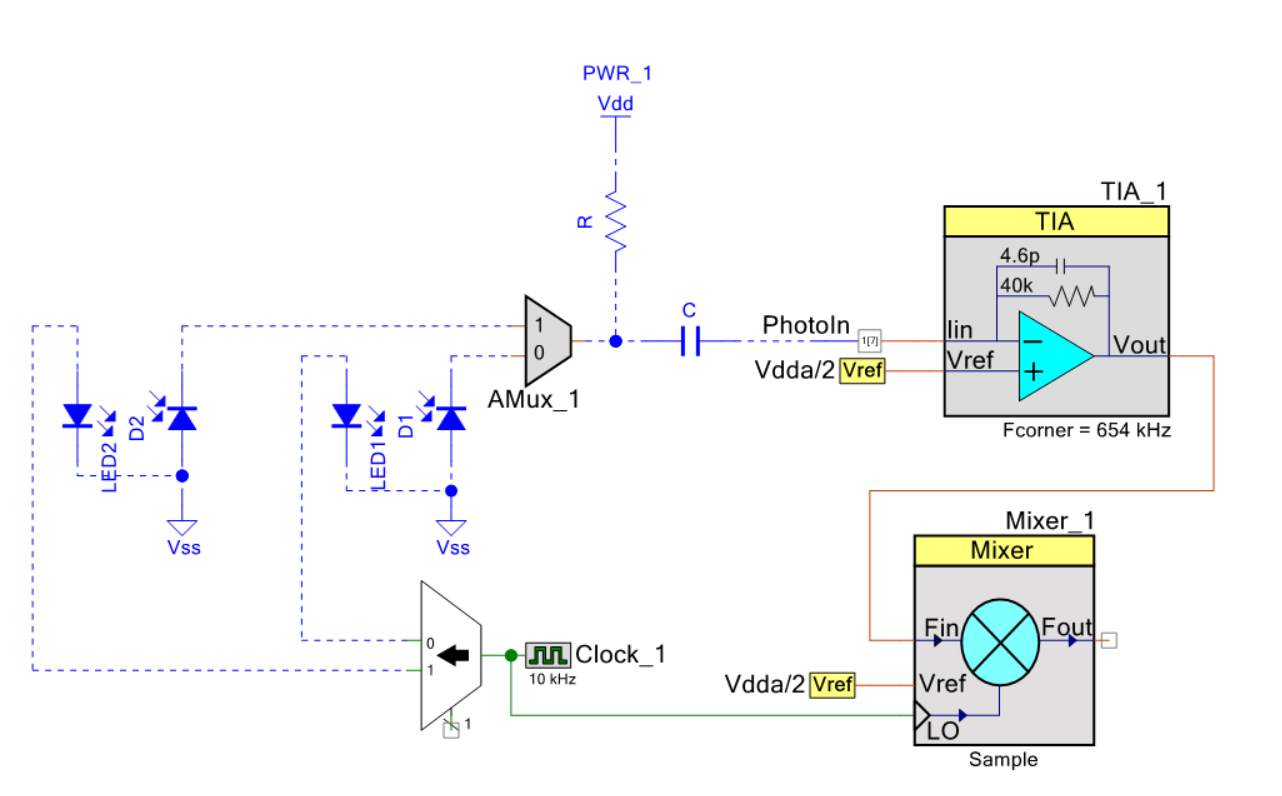 PWR_1
Vdd
R
TIA_1
TIA
4.6p
40k
C
PhotoIn
1[7]
Iin
Vdda/2 Vref
Vref
Vout
Fcorner = 654 kHz
1
0
AMux_1
LED2
D2
LED1
D1
Vss
Vss
Mixer_1
Mixer
Fin
Fout
0
1
Clock_1
10 kHz
1
Vdda/2 Vref
Vref
LO
Sample